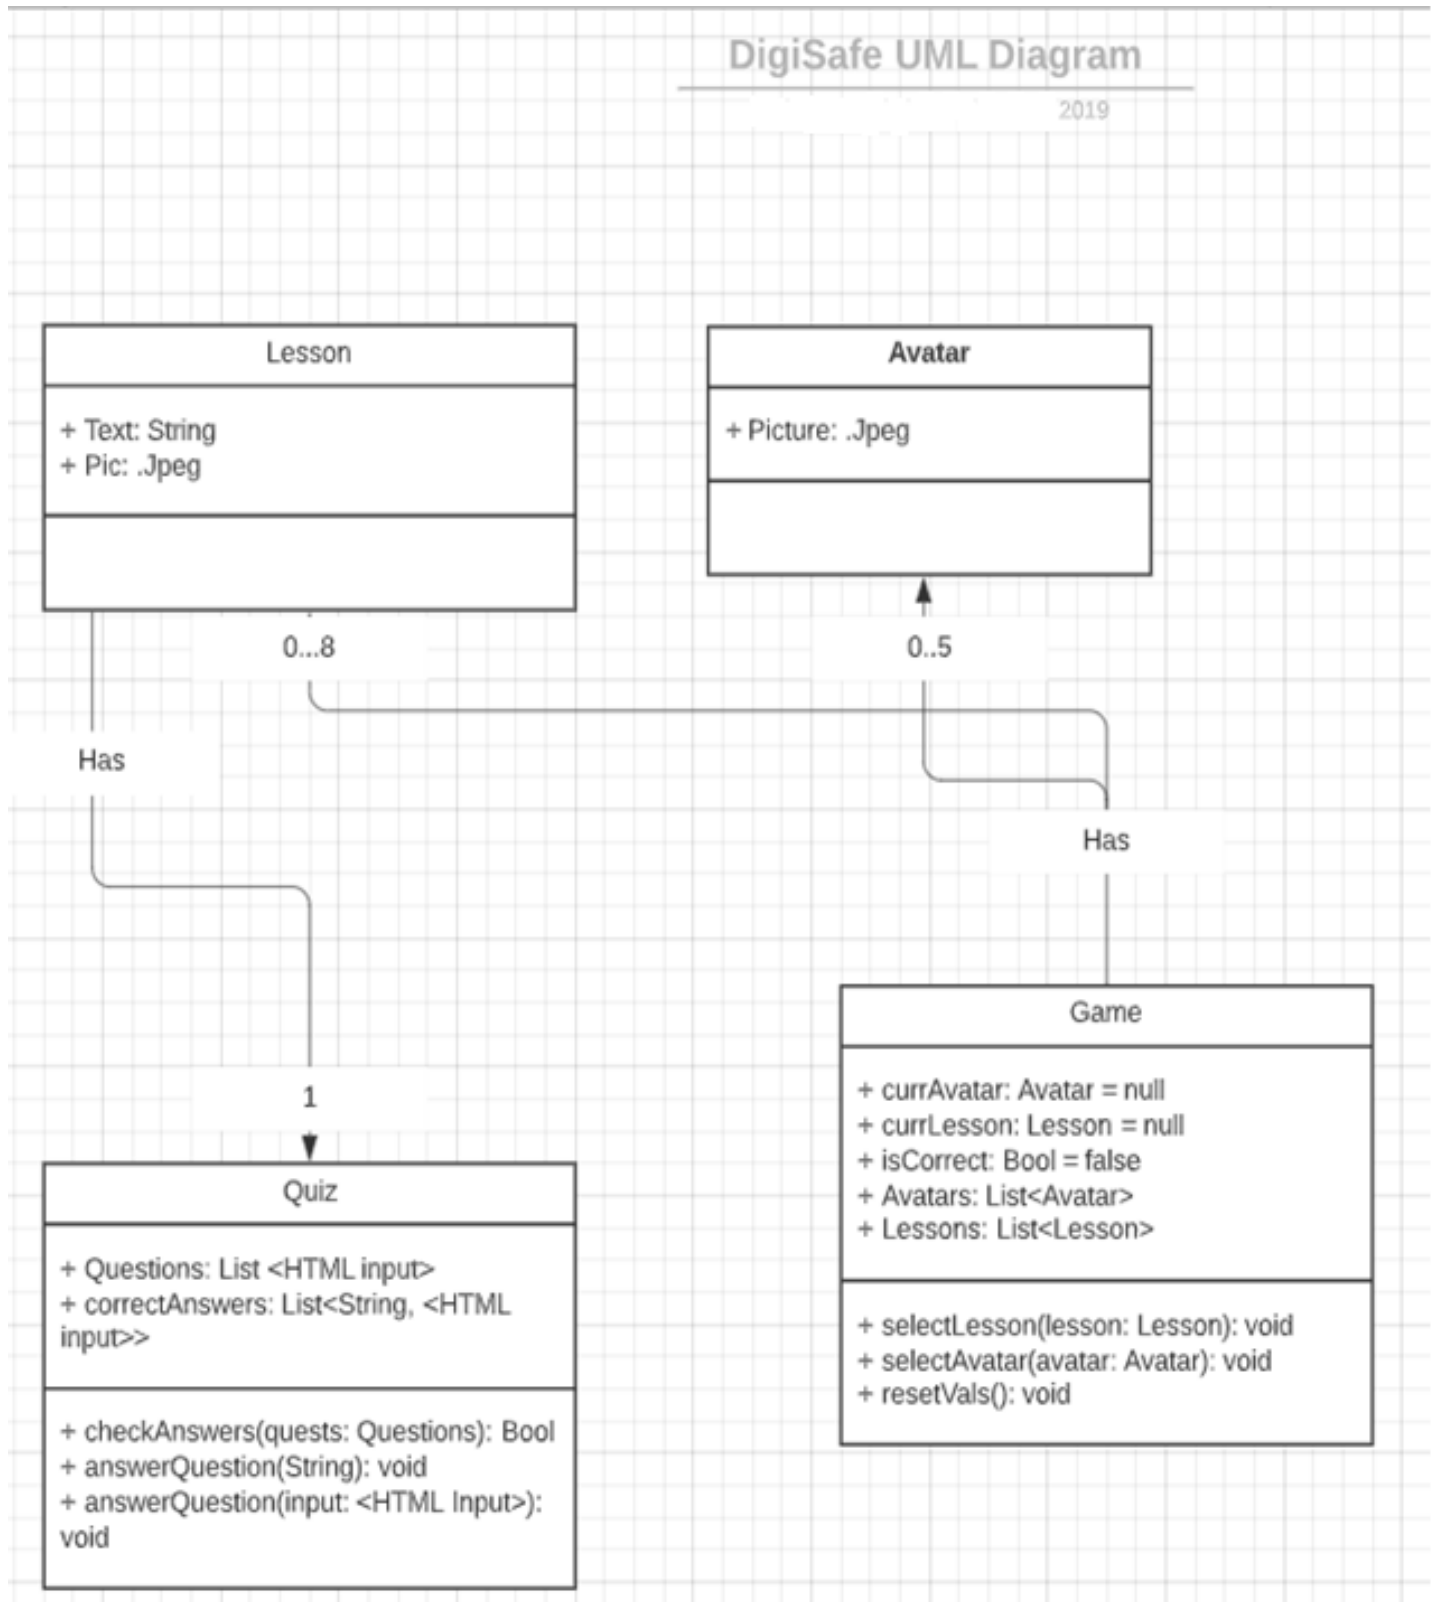 DigiSafe UML Diagram
2019
Lesson
+ Text: String
+ Pic: .Jpeg
Avatar
+ Picture: .Jpeg
0...8
0..5
Has
Has
1
Quiz
+ Questions: List <HTML input>
+ correctAnswers: List<String, <HTML
input>>
+ checkAnswers(quests: Questions): Bool
+ answerQuestion(String): void
+ answerQuestion(input: <HTML Input>):
void
Game
+ currAvatar: Avatar = null
+ currLesson: Lesson = null
+ isCorrect: Bool = false
+ Avatars: List<Avatar>
+ Lessons: List<Lesson>
+ selectLesson(lesson: Lesson): void
+ selectAvatar(avatar: Avatar): void
+ resetVals(): void